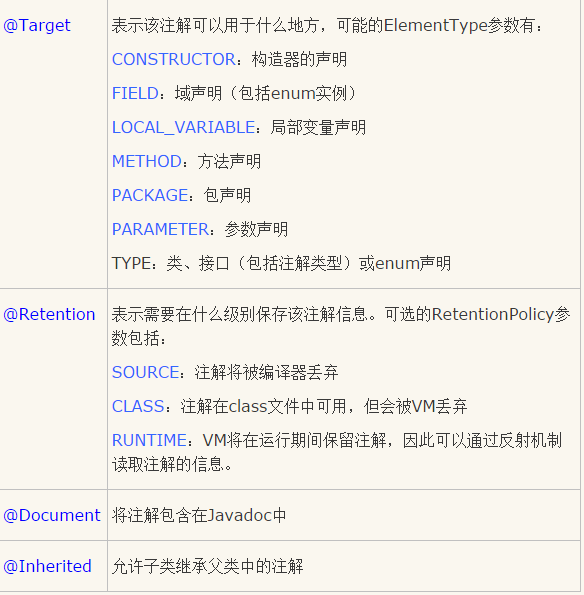 @Target
表示该注解可以用于什么地方，可能的ElementType参数有：
CONSTRUCTOR：构造器的声明
FIELD：域声明（包括enum实例）
LOCAL_VARIABLE：局部变量声明
METHOD：方法声明
PACKAGE：包声明
PARAMETER：参数声明
TYPE：类、接口（包括注解类型）或enum声明
@Retention
表示需要在什么级别保存该注解信息。可选的RetentionPolicy参
数包括：
SOURCE：注解将被编译器丢弃
CLASS：注解在class文件中可用，但会被VM丢弃
RUNTIME：VM将在运行期间保留注解，因此可以通过反射机制
读取注解的信息。
@Document
将注解包含在Javadoc中
@Inherited
允许子类继承父类中的注解